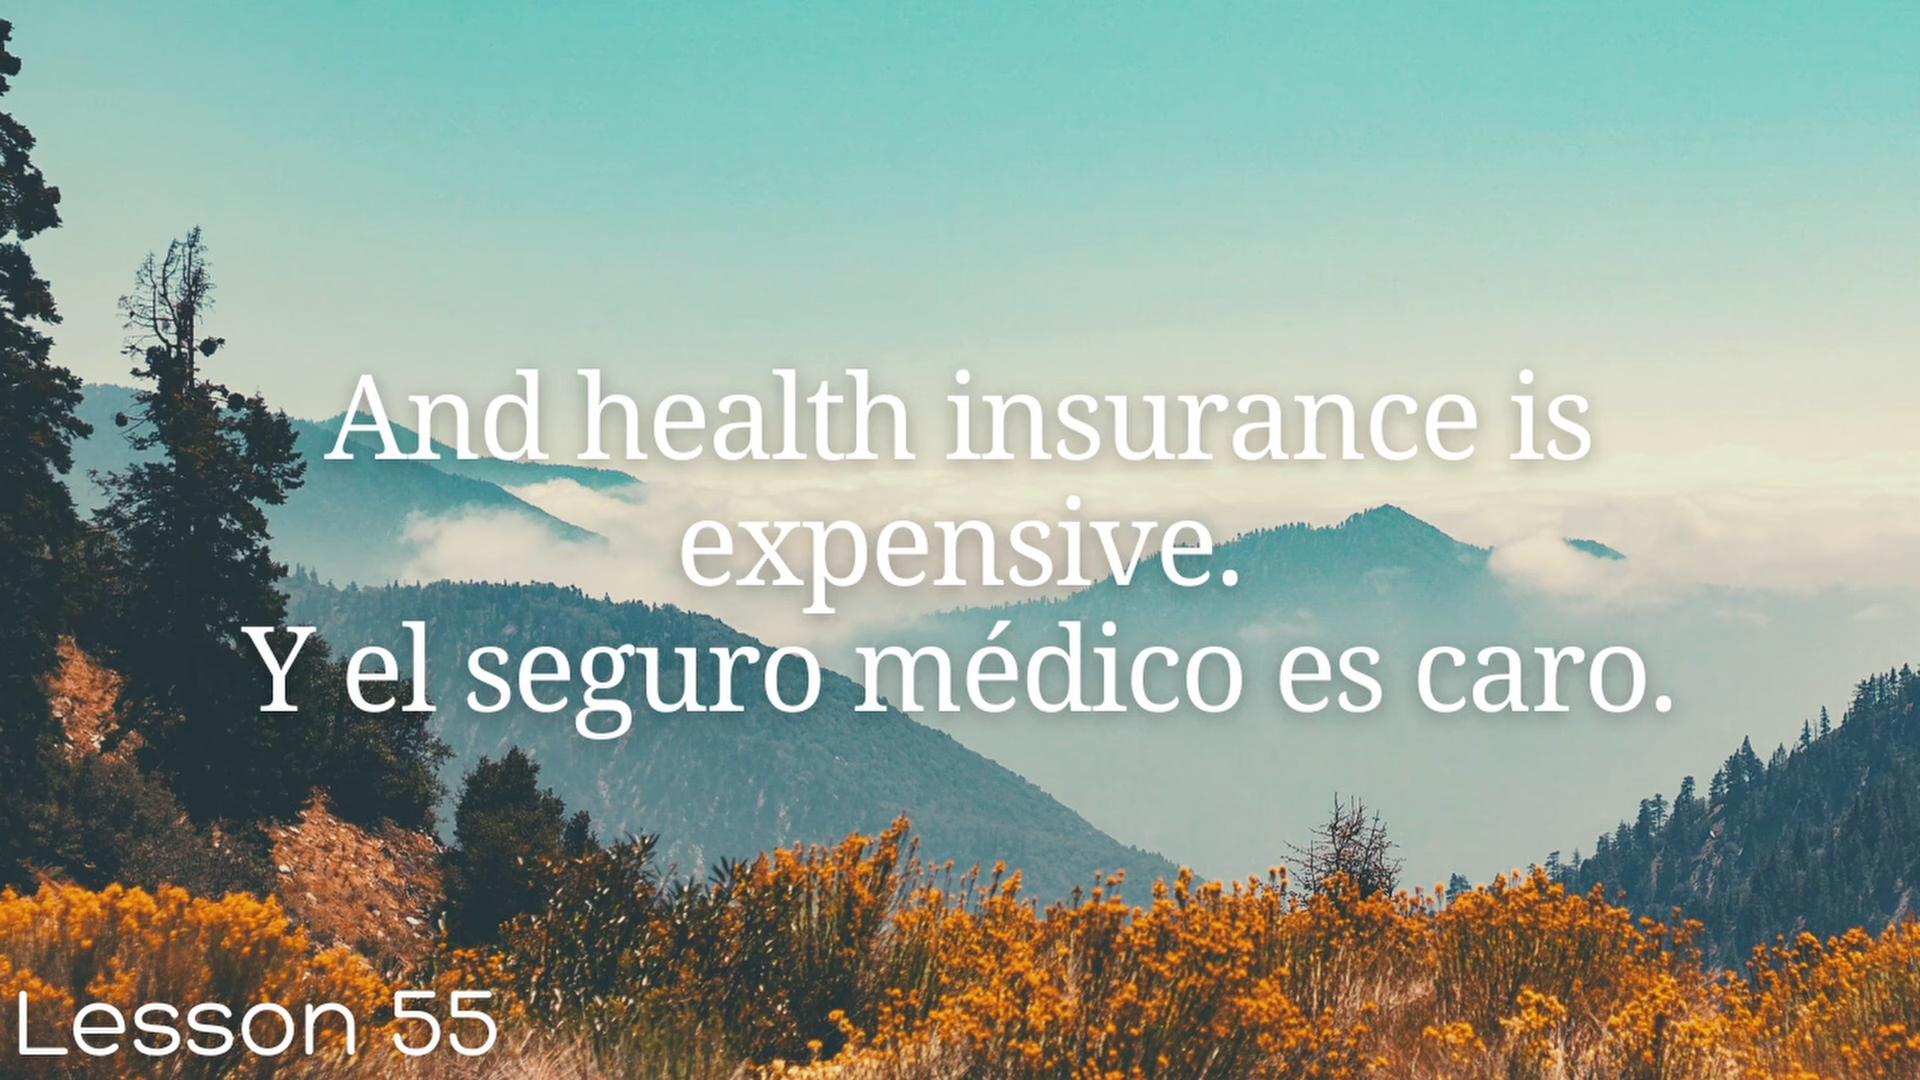 And health insurance is
expensive.
Y el seguro médico es caro.
Lesson 55